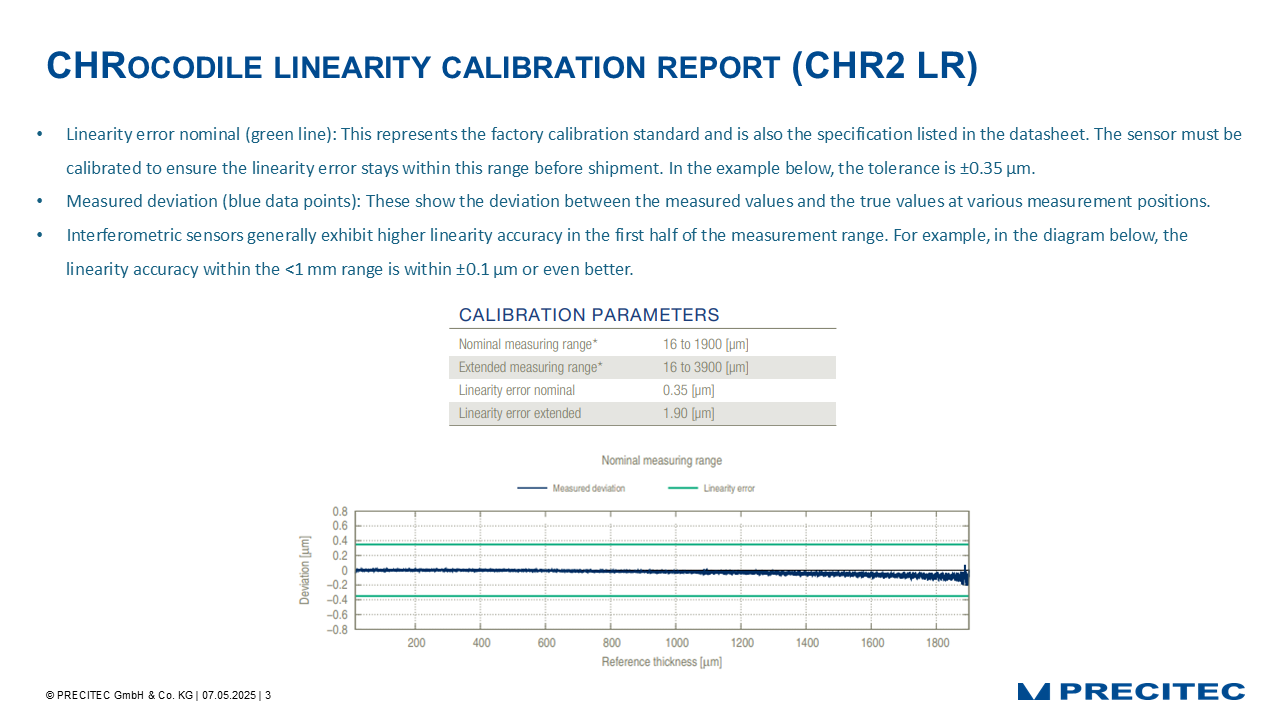 CHROCODILE LINEARITY CALIBRATION REPORT (CHR2 LR)
• Linearity error nominal (green line): This represents the factory calibration standard and is also the specification listed in the datasheet. The sensor must be
calibrated to ensure the linearity error stays within this range before shipment. In the example below, the tolerance is ±0.35 µm.
• Measured deviation (blue data points): These show the deviation between the measured values and the true values at various measurement positions.
• Interferometric sensors generally exhibit higher linearity accuracy in the first half of the measurement range. For example, in the diagram below, the
linearity accuracy within the <1 mm range is within ±0.1 µm or even better.
CALIBRATION PARAMETERS
Nominal measuring range* 16 to 1900 [µm]
Extended measuring range* 16 to 3900 [µm]
Linearity error nominal 0.35 [µm]
Linearity error extended 1.90 [µm]
Nominal measuring range
Measured deviation Linearity error
Deviation [µm]
0.8
0.6
0.4
0.2
0
−0.2
−0.4
−0.6
−0.8
200 400 600 800 1000 1200 1400 1600 1800
Reference thickness [µm]
© PRECITEC GmbH & Co. KG | 07.05.2025 | 3
PRECITEC